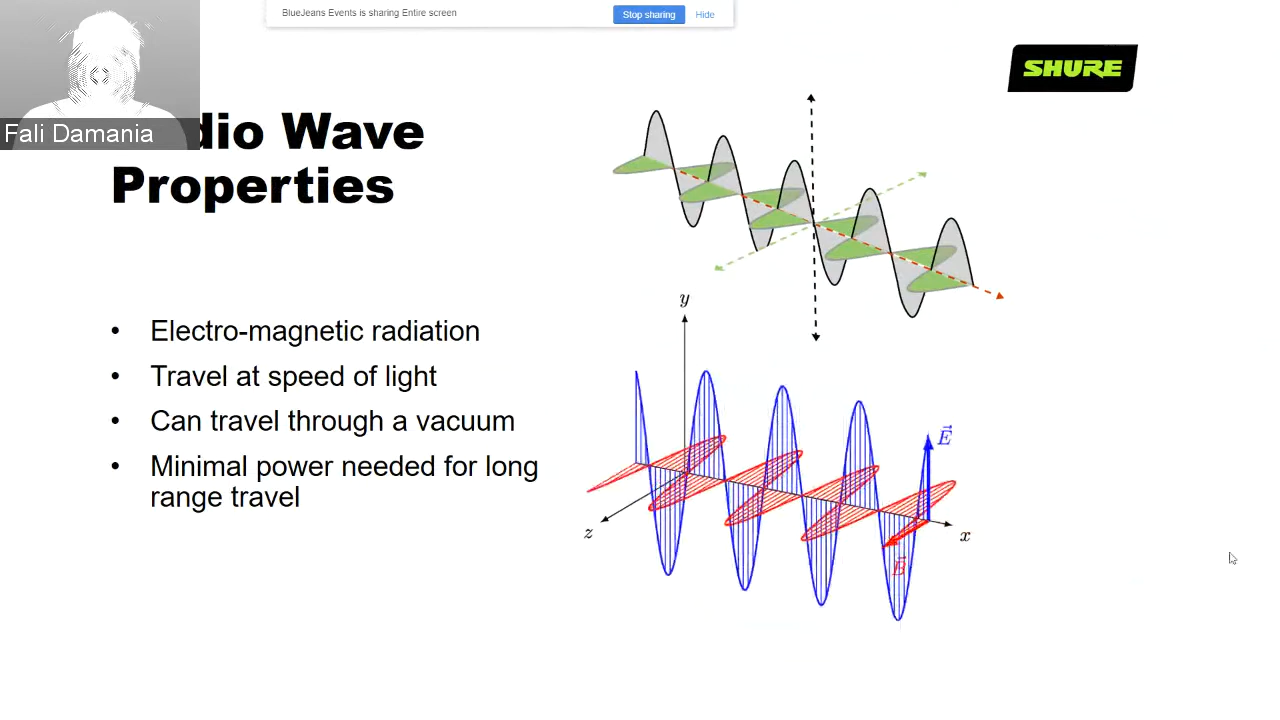 BlueJeans Events is sharing Entire screen
Stop sharing
Hide
SHURE
Fali Damania
dio Wave
Properties
• Electro-magnetic radiation
• Travel at speed of light
• Can travel through a vacuum
• Minimal power needed for long
range travel
y
E
z
x
B